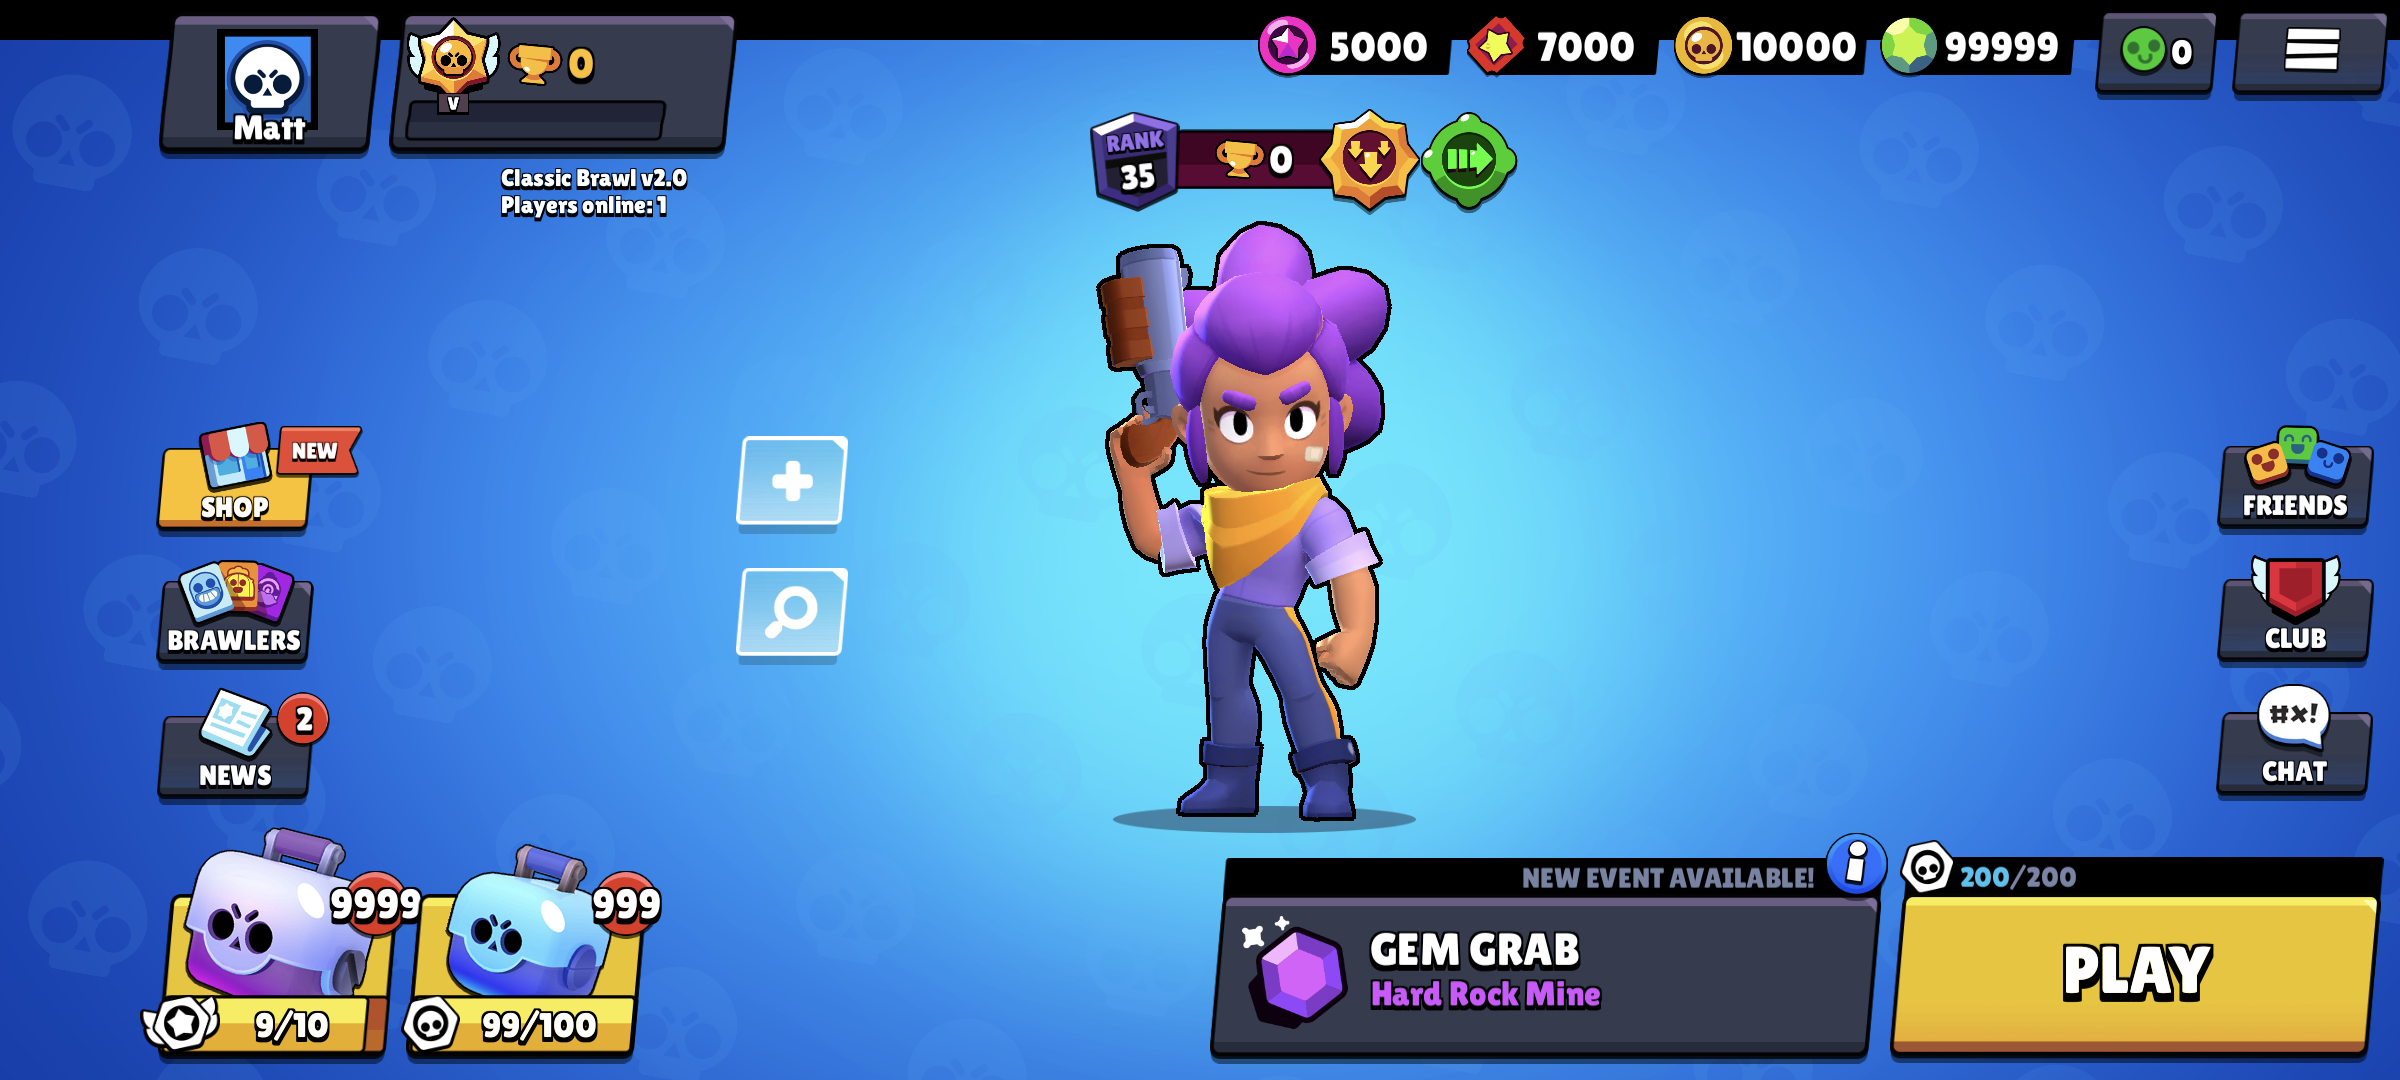 Matt
0
V
5000
7000
10000
99999
0
Classic Brawl v2.0
Players online: 1
RANK
35
0
NEW
SHOP
BRAWLERS
2
NEWS
FRIENDS
CLUB
#x!
CHAT
9999
9/10
999
99/100
NEW EVENT AVAILABLE!
i
GEM GRAB
Hard Rock Mine
200/200
PLAY